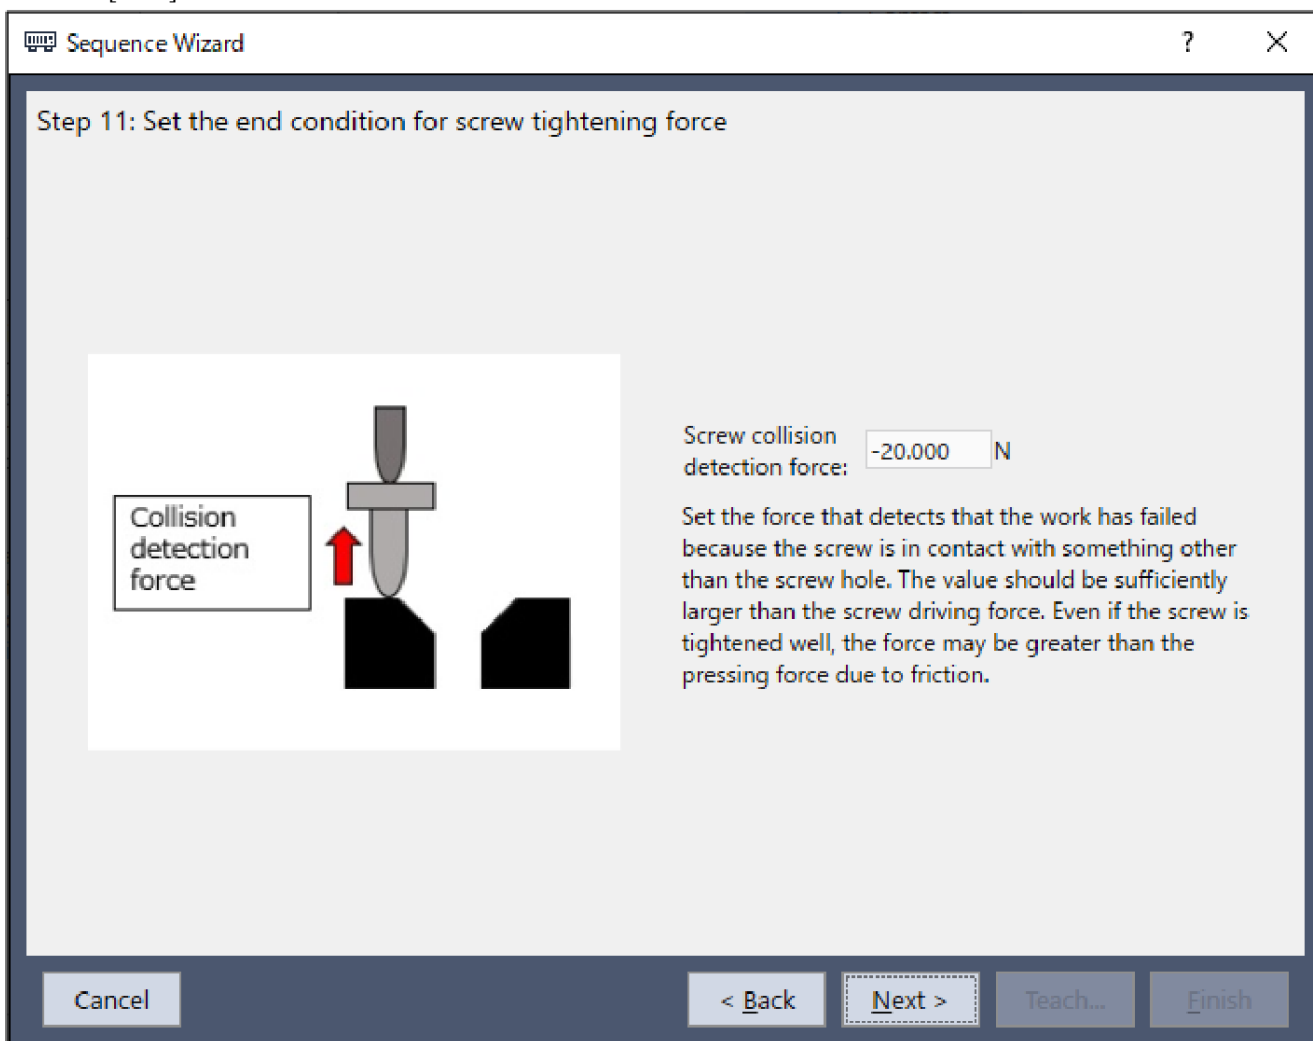 Sequence Wizard
?
Step 11: Set the end condition for screw tightening force
Collision
detection
force
Screw collision
detection force:
-20.000
N
Set the force that detects that the work has failed
because the screw is in contact with something other
than the screw hole. The value should be sufficiently
larger than the screw driving force. Even if the screw is
tightened well, the force may be greater than the
pressing force due to friction.
Cancel
< Back
Next >
Teach...
Finish